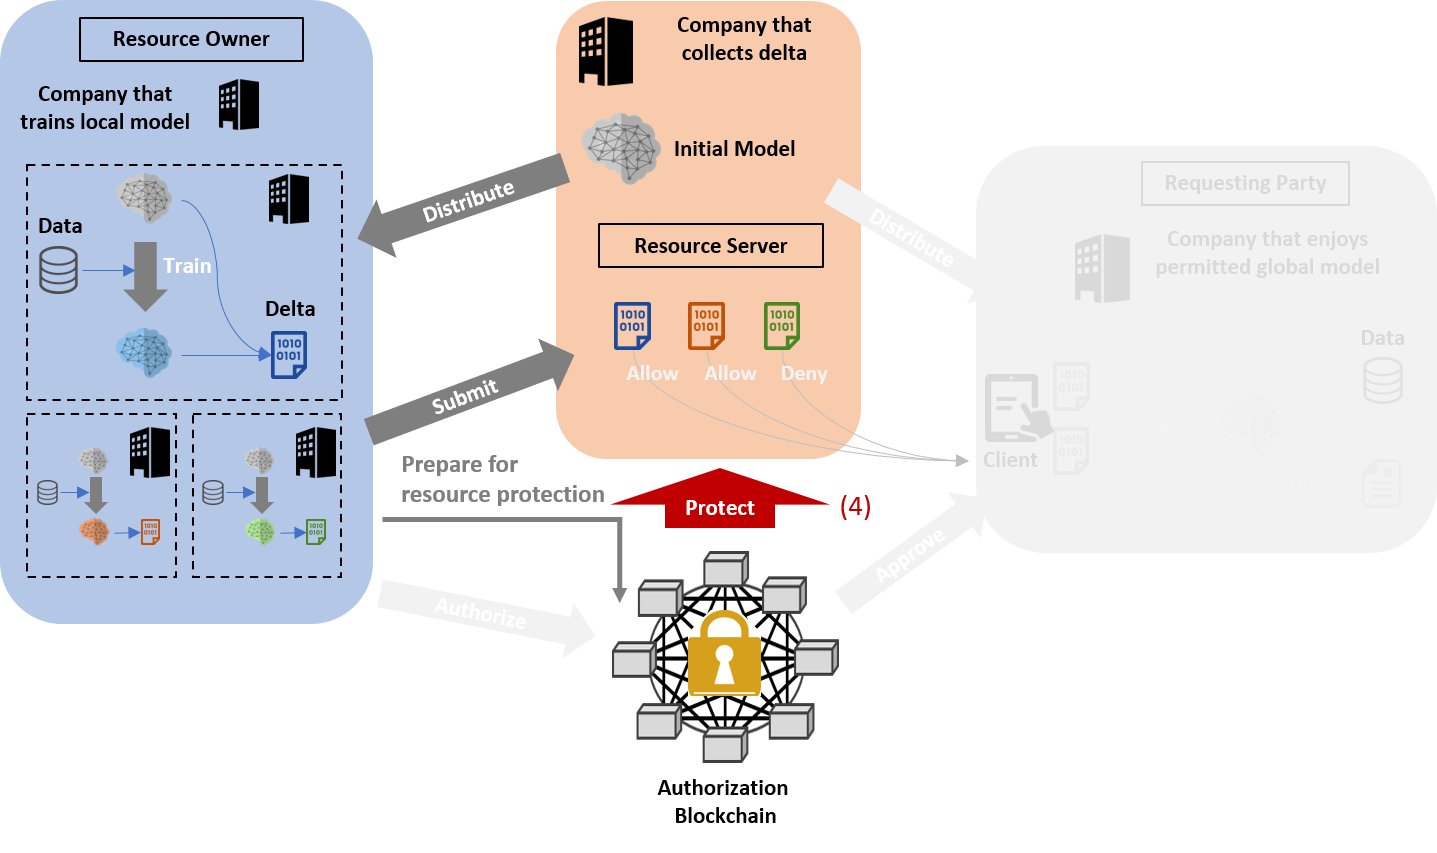 Resource Owner
Company that
trains local model
Data
Train
Delta
1010
0101
1010
0101
1010
0101
Distribute
Submit
Prepare for
resource protection
Authorize
Company that
collects delta
Initial Model
Resource Server
1010
0101
1010
0101
1010
0101
Allow
Allow
Deny
Protect
(4)
Authorization
Blockchain
Distribute
Approve
Requesting Party
Company that enjoys
permitted global model
Data
1010
0101
1010
0101
Client